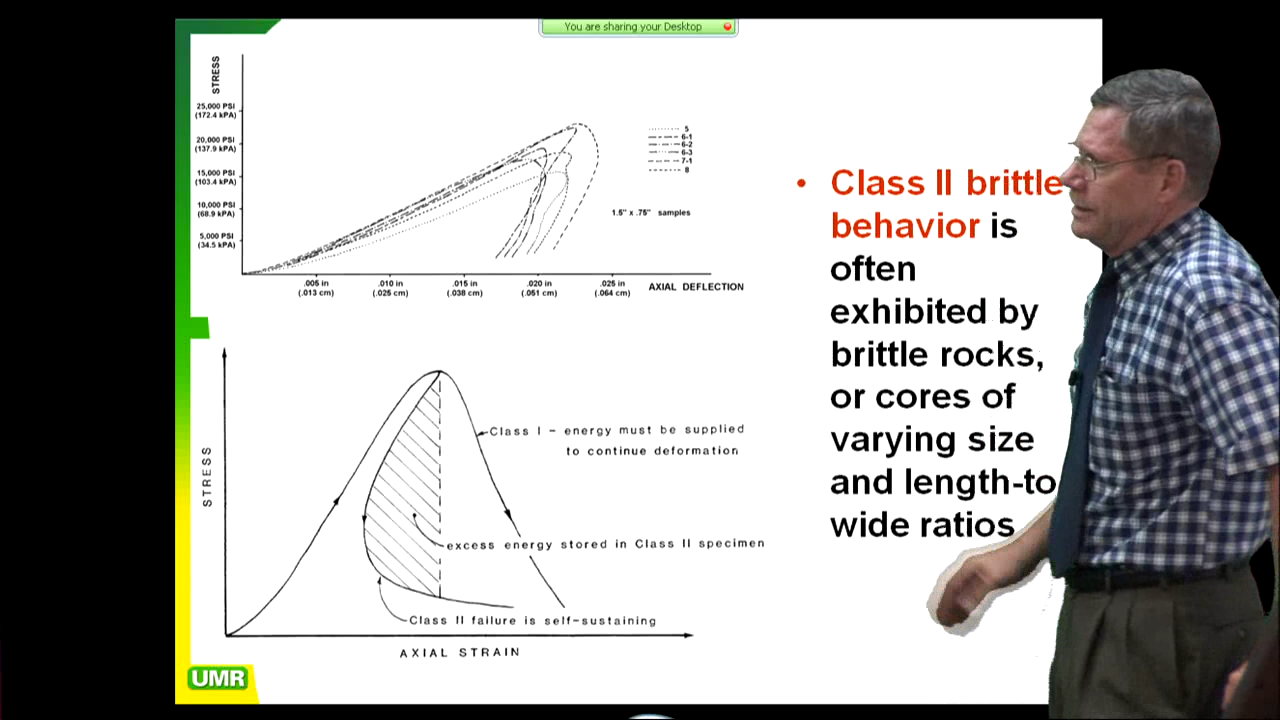 You are sharing your Desktop
STRESS
25,000 PSI
(172.4 kPA)
20,000 PSI
(137.9 kPA)
15,000 PSI
(103.4 kPA)
10,000 PSI
(68.9 kPA)
5,000 PSI
(34.5 kPA)
.005 in
(.013 cm)
.010 in
(.025 cm)
.015 in
(.038 cm)
.020 in
(.051 cm)
.025 in
(.064 cm)
AXIAL DEFLECTION
5
6-1
6-2
6-3
7-1
8
1.5" x .75" samples
• Class II brittle
behavior is
often
exhibited by
brittle rocks,
or cores of
varying size
and length-to
wide ratios
STRESS
Class I – energy must be supplied
to continue deformation
excess energy stored in Class II specimen
Class II failure is self-sustaining
AXIAL STRAIN
UMR